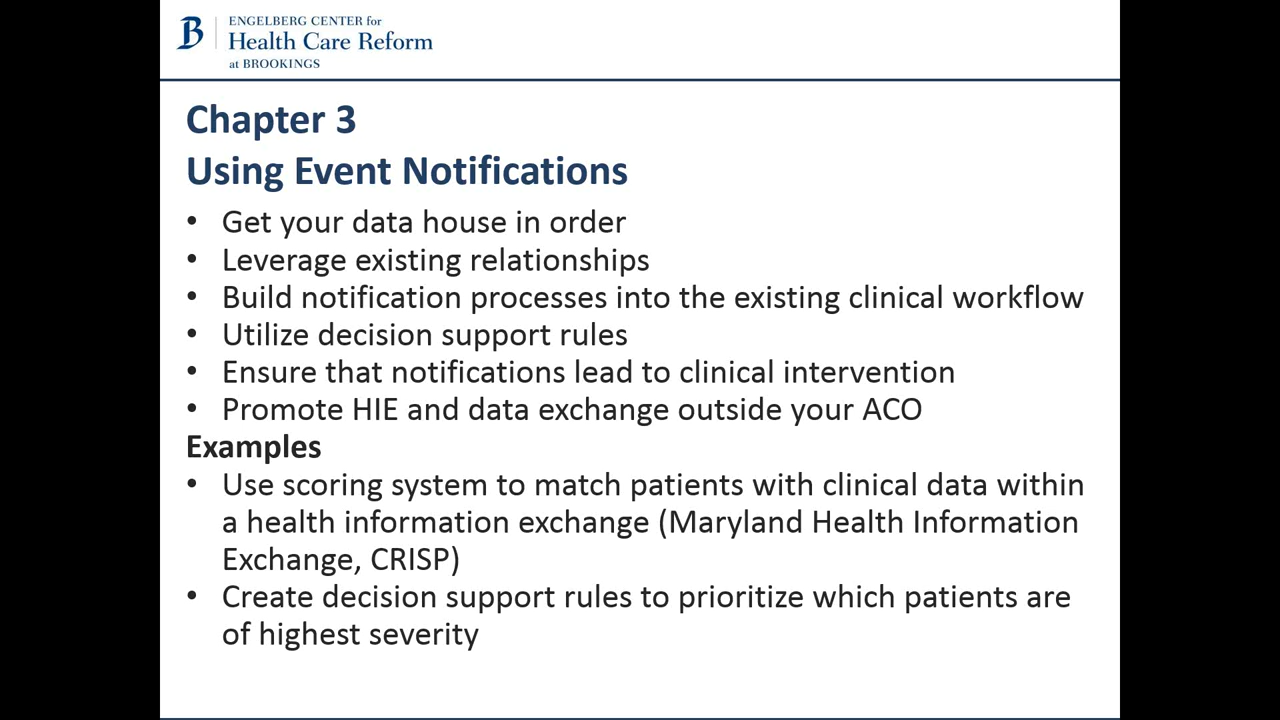 B
ENGELBERG CENTER for
Health Care Reform
at BROOKINGS
Chapter 3
Using Event Notifications
• Get your data house in order
• Leverage existing relationships
• Build notification processes into the existing clinical workflow
• Utilize decision support rules
• Ensure that notifications lead to clinical intervention
• Promote HIE and data exchange outside your ACO
Examples
• Use scoring system to match patients with clinical data within
a health information exchange (Maryland Health Information
Exchange, CRISP)
• Create decision support rules to prioritize which patients are
of highest severity